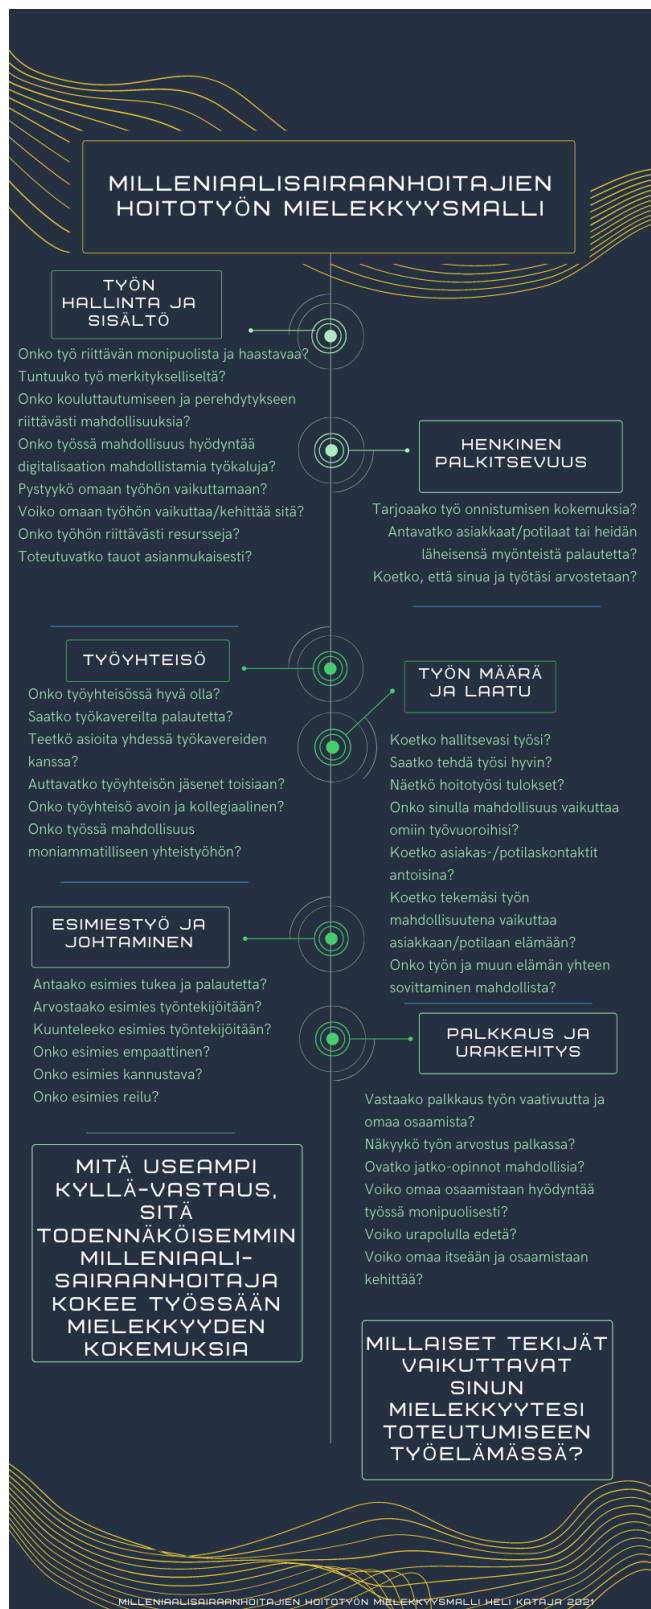 MILLENIAALISAIRAANHOITAJIEN
HOITOTYÖN MIELEKKYYSMALLI
TYÖN
HALLINTA JA
SISÄLTÖ
Onko työ riittävän monipuolista ja haastavaa?
Tuntuuko työ merkitykselliseltä?
Onko kouluttautumiseen ja perehdytykseen
riittävästi mahdollisuuksia?
Onko työssä mahdollisuus hyödyntää
digitalisaation mahdollistamia työkaluja?
Pystyykö omaan työhön vaikuttamaan?
Voiko omaan työhön vaikuttaa/kehittää sitä?
Onko työhön riittävästi resursseja?
Toteutuvatko tauot asianmukaisesti?
HENKINEN
PALKITSEVUUS
Tarjoaako työ onnistumisen kokemuksia?
Antavatko asiakkaat/potilaat tai heidän
läheisensä myönteistä palautetta?
Koetko, että sinua ja työtäsi arvostetaan?
TYÖYHTEISÖ
Onko työyhteisössä hyvä olla?
Saatko työkavereilta palautetta?
Teetkö asioita yhdessä työkavereiden
kanssa?
Auttavatko työyhteisön jäsenet toisiaan?
Onko työyhteisö avoin ja kollegiaalinen?
Onko työssä mahdollisuus
moniammatilliseen yhteistyöhön?
TYÖN MÄÄRÄ
JA LAATU
Koetko hallitsevasi työsi?
Saatko tehdä työsi hyvin?
Näetkö hoitotyösi tulokset?
Onko sinulla mahdollisuus vaikuttaa
omiin työvuoroihisi?
Koetko asiakas-/potilaskontaktit
antoisina?
Koetko tekemäsi työn
mahdollisuutena vaikuttaa
asiakkaan/potilaan elämään?
Onko työn ja muun elämän yhteen
sovittaminen mahdollista?
ESIMIESTYÖ JA
JOHTAMINEN
Antaako esimies tukea ja palautetta?
Arvostaako esimies työntekijöitään?
Kuunteleeko esimies työntekijöitään?
Onko esimies empaattinen?
Onko esimies kannustava?
Onko esimies reilu?
PALKKAUS JA
URAKEHITYS
Vastaako palkkaus työn vaativuutta ja
omaa osaamista?
Näkyykö työn arvostus palkassa?
Ovatko jatko-opinnot mahdollisia?
Voiko omaa osaamistaan hyödyntää
työssä monipuolisesti?
Voiko urapolulla edetä?
Voiko omaa itseään ja osaamistaan
kehittää?
MITÄ USEAMPI
KYLLÄ-VASTAUS,
SITÄ
TODENNÄKÖISEMMIN
MILLENIAALI-
SAIRAANHOITAJA
KOKEE TYÖSSÄÄN
MIELEKKYYDEN
KOKEMUKSIA
MILLAISET TEKIJÄT
VAIKUTTAVAT
SINUN
MIELEKKYYTESI
TOTEUTUMISEEN
TYÖELÄMÄSSÄ?
MILLENIAALISAIRAANHOITAJIEN HOITOTYÖN MIELEKKYYSMALLI HELI KATAJA 2021